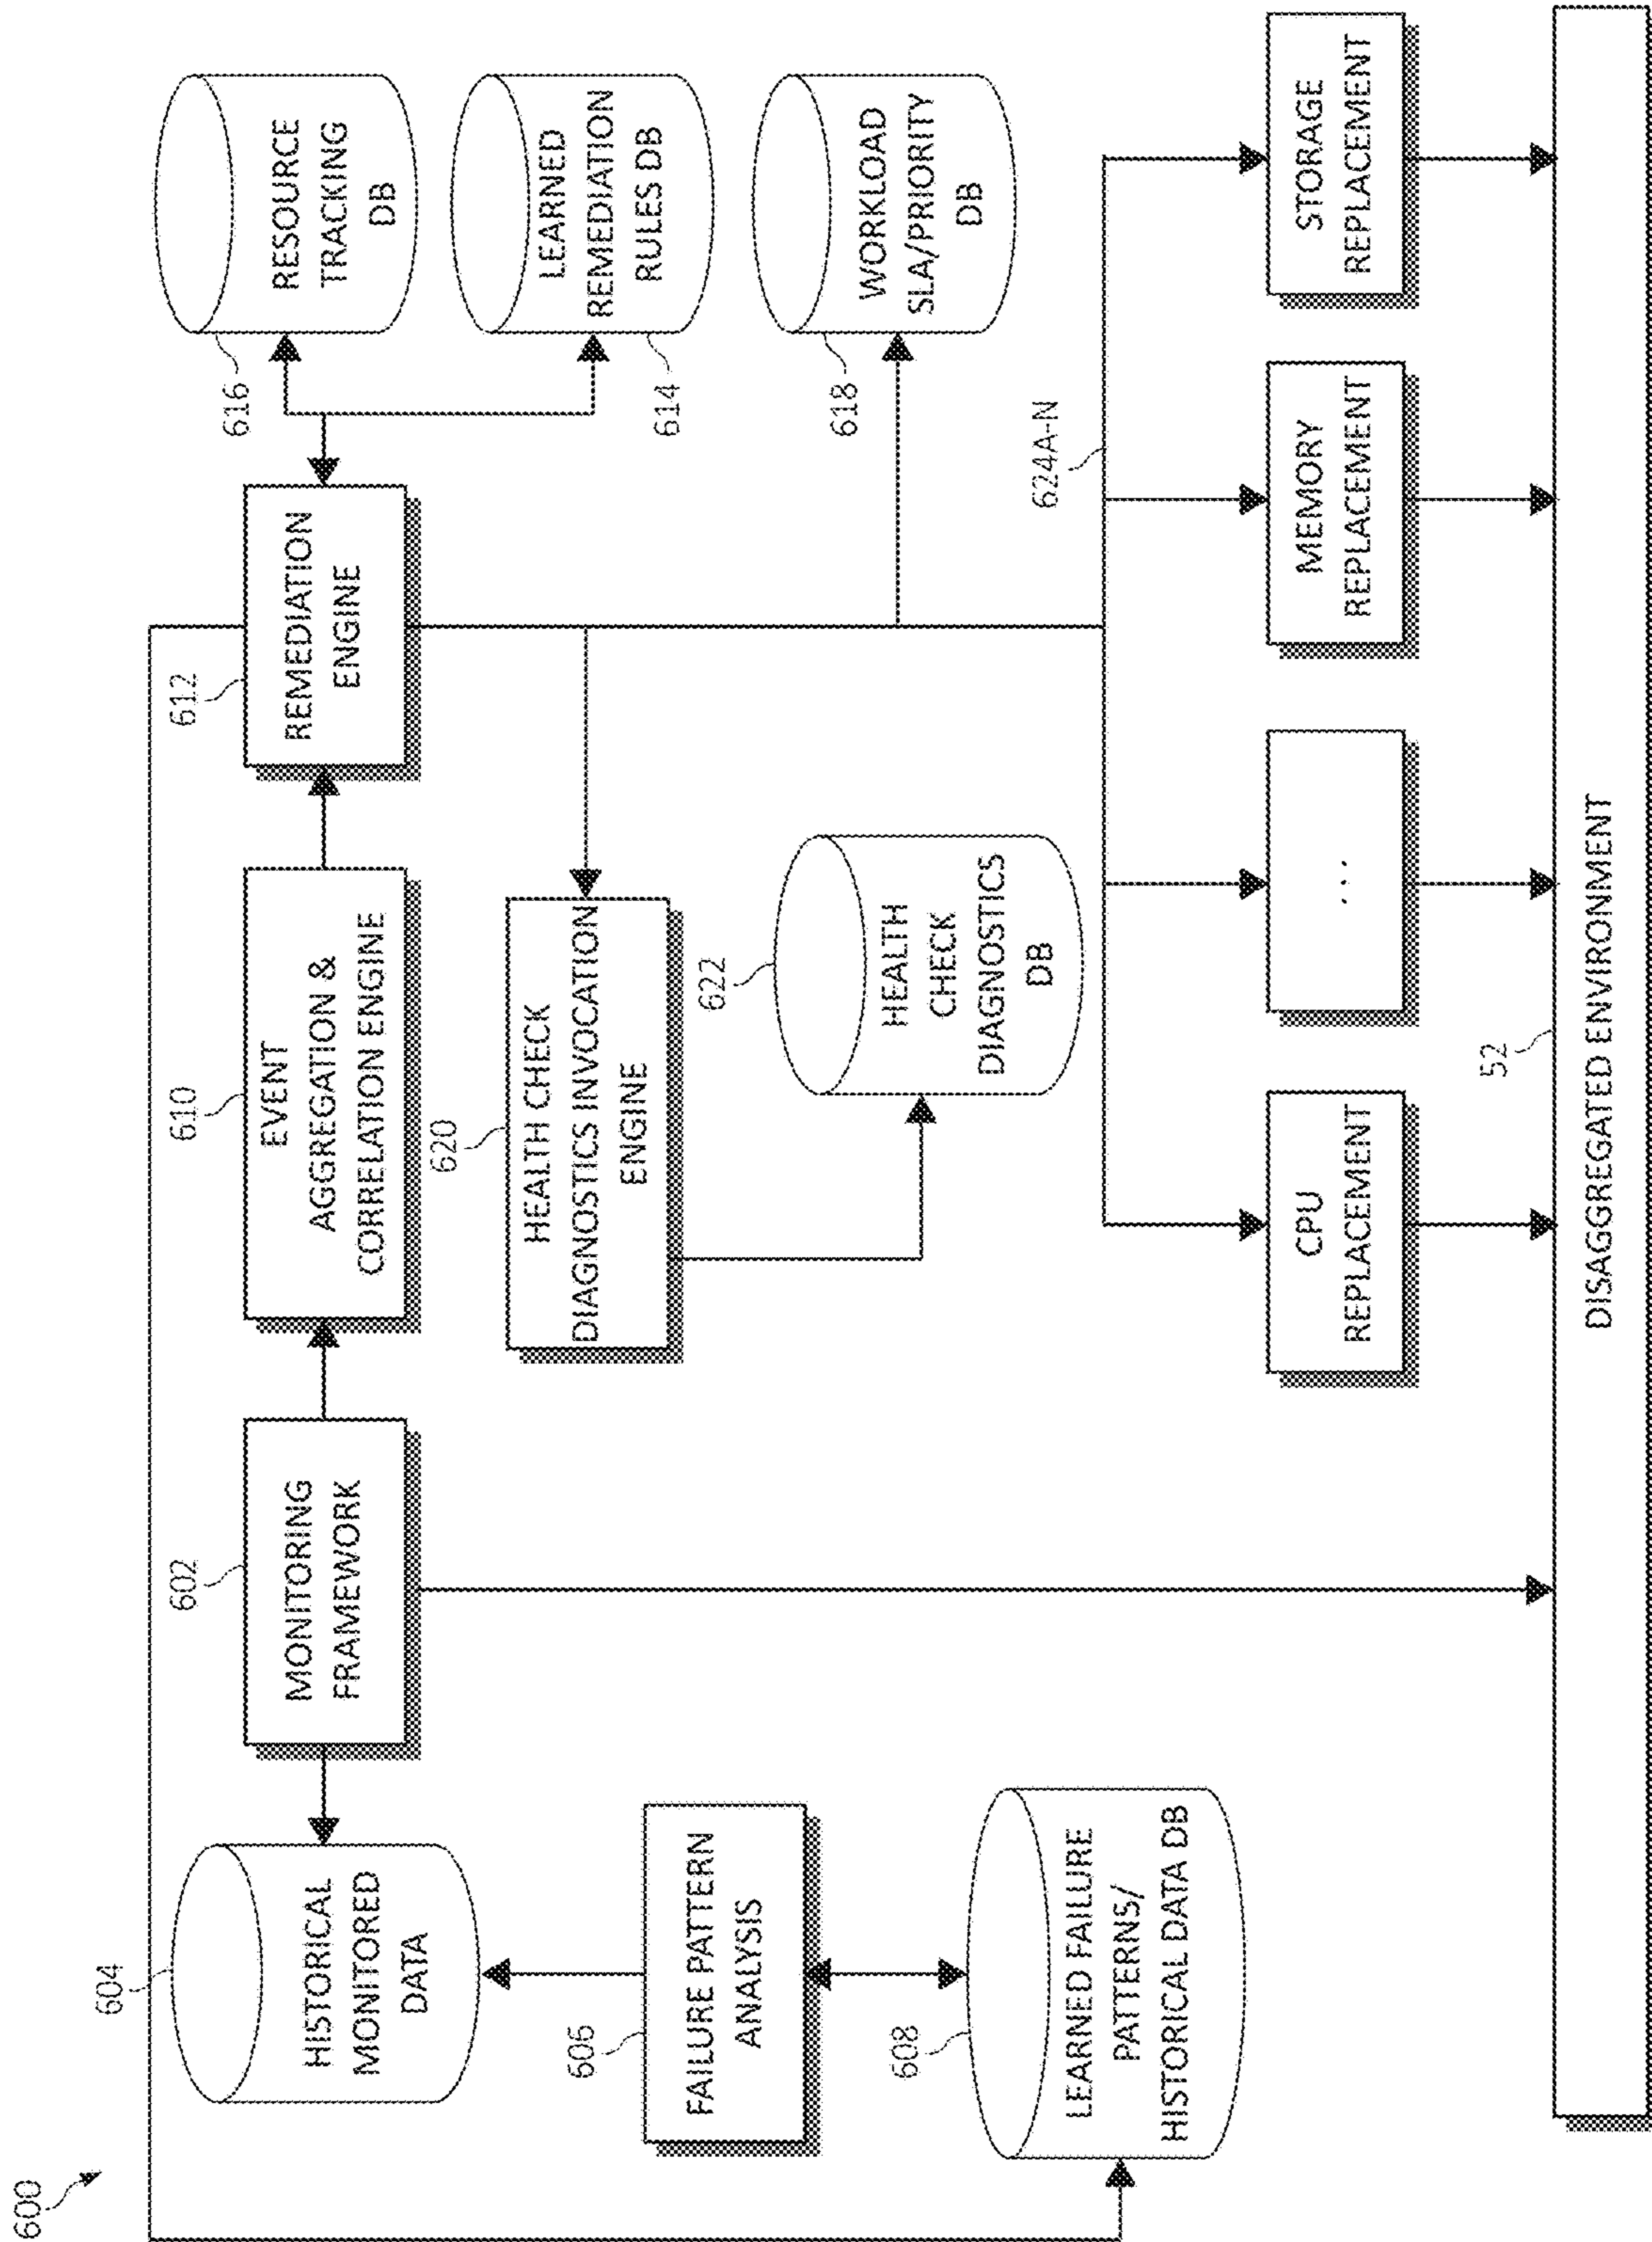 600
604
HISTORICAL
MONITORED
DATA
602
MONITORING
FRAMEWORK
610
EVENT
AGGREGATION &
CORRELATION ENGINE
612
REMEDIATION
ENGINE
616
RESOURCE
TRACKING
DB
614
LEARNED
REMEDIATION
RULES DB
606
FAILURE PATTERN
ANALYSIS
620
HEALTH CHECK
DIAGNOSTICS INVOCATION
ENGINE
618
WORKLOAD
SLA/PRIORITY
DB
608
LEARNED FAILURE
PATTERNS/
HISTORICAL DATA DB
622
HEALTH
CHECK
DIAGNOSTICS
DB
624A-N
CPU
REPLACEMENT
...
MEMORY
REPLACEMENT
STORAGE
REPLACEMENT
52
DISAGGREGATED ENVIRONMENT